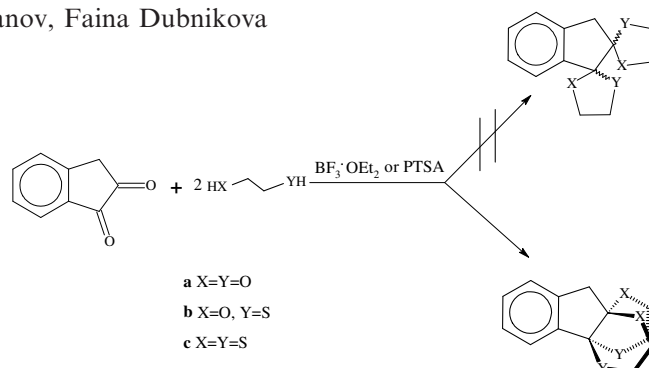 anov, Faina Dubnikova
Y
X
X
Y
O
O
+ 2 HX YH
BF3·OEt2 or PTSA
a X=Y=O
b X=O, Y=S
c X=Y=S
X
X
Y
Y